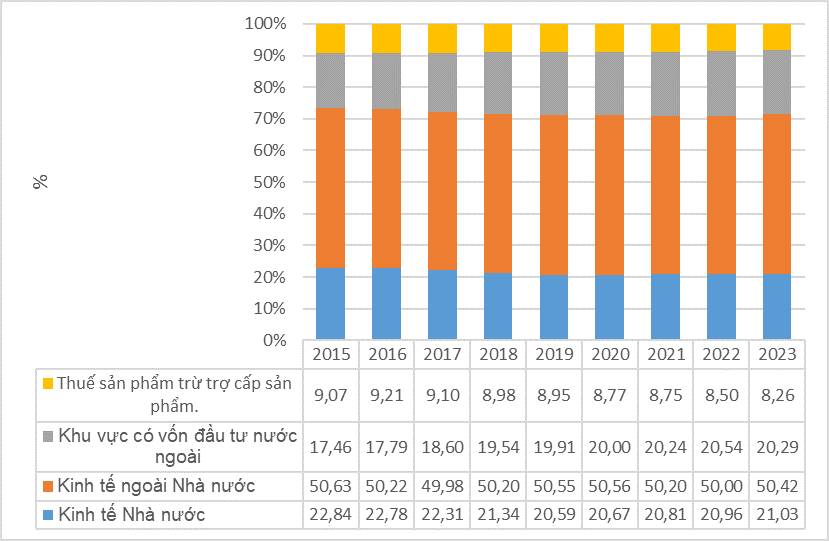 100%
90%
80%
70%
60%
50%
40%
30%
20%
10%
0%
%
2015 2016 2017 2018 2019 2020 2021 2022 2023
Thuế sản phẩm trừ trợ cấp sản
phẩm.
9,07 9,21 9,10 8,98 8,95 8,77 8,75 8,50 8,26
Khu vực có vốn đầu tư nước
ngoài
17,46 17,79 18,60 19,54 19,91 20,00 20,24 20,54 20,29
Kinh tế ngoài Nhà nước 50,63 50,22 49,98 50,20 50,55 50,56 50,20 50,00 50,42
Kinh tế Nhà nước 22,84 22,78 22,31 21,34 20,59 20,67 20,81 20,96 21,03